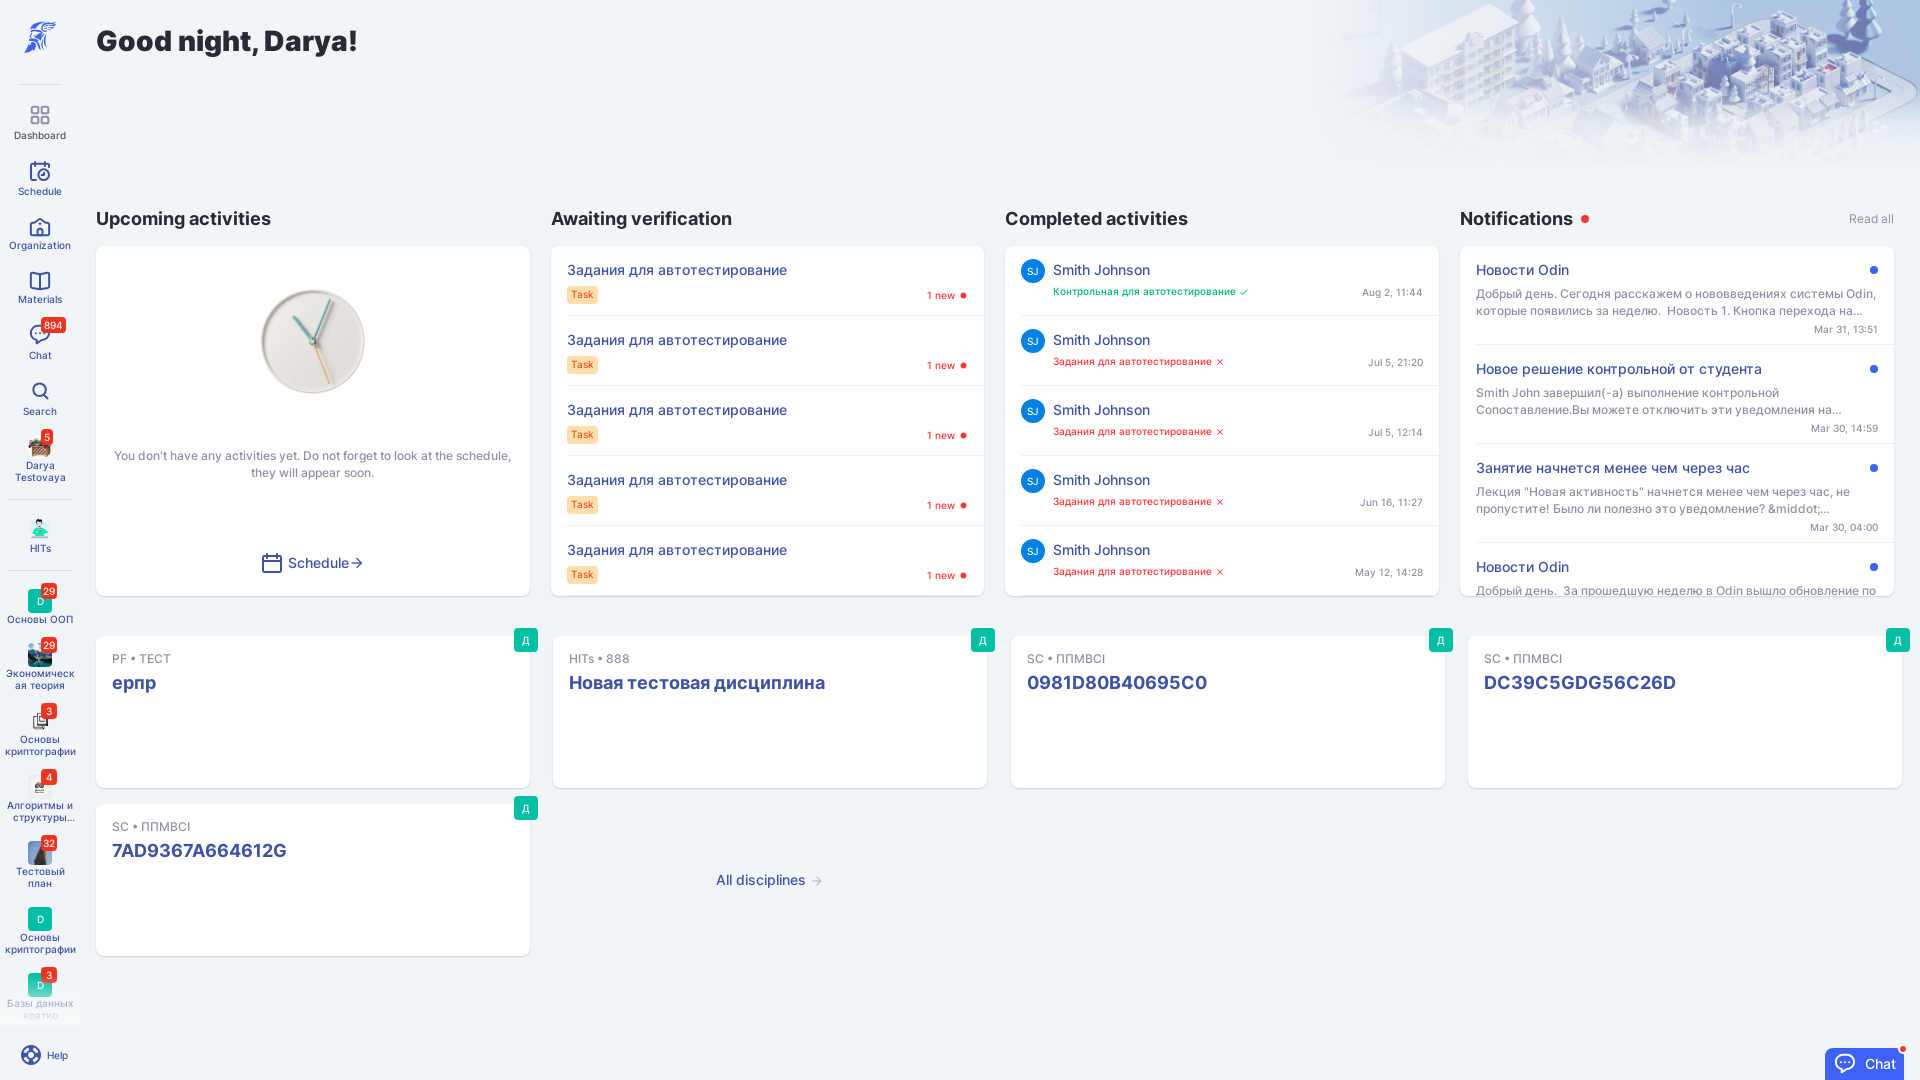 Good night, Darya!
Dashboard
Schedule
Organization
Materials
894
Chat
Search
5
Darya
Testovaya
HITs
29
D
Основы ООП
29
Экономическ
ая теория
3
Основы
криптографии
4
Алгоритмы и
структуры...
32
Тестовый
план
D
Основы
криптографии
3
D
Базы данных
кратко
Help
Upcoming activities
You don't have any activities yet. Do not forget to look at the schedule,
they will appear soon.
Schedule
Awaiting verification
Задания для автотестирование
Task
1 new
Задания для автотестирование
Task
1 new
Задания для автотестирование
Task
1 new
Задания для автотестирование
Task
1 new
Задания для автотестирование
Task
1 new
Completed activities
SJ
Smith Johnson
Контрольная для автотестирование
Aug 2, 11:44
SJ
Smith Johnson
Задания для автотестирование
Jul 5, 21:20
SJ
Smith Johnson
Задания для автотестирование
Jul 5, 12:14
SJ
Smith Johnson
Задания для автотестирование
Jun 16, 11:27
SJ
Smith Johnson
Задания для автотестирование
May 12, 14:28
Notifications
Read all
Новости Odin
Добрый день. Сегодня расскажем о нововведениях системы Odin,
которые появились за неделю.  Новость 1. Кнопка перехода на...
Mar 31, 13:51
Новое решение контрольной от студента
Smith John завершил(-а) выполнение контрольной
Сопоставление.Вы можете отключить эти уведомления на...
Mar 30, 14:59
Занятие начнется менее чем через час
Лекция "Новая активность" начнется менее чем через час, не
пропустите! Было ли полезно это уведомление? &middot;...
Mar 30, 04:00
Новости Odin
Добрый день.  За прошедшую неделю в Odin вышло обновление по
Д
PF • ТЕСТ
ерпр
Д
HITs • 888
Новая тестовая дисциплина
Д
SC • ППМВСІ
0981D80B40695C0
Д
SC • ППМВСІ
DC39C5GDG56C26D
Д
SC • ППМВСІ
7AD9367A664612G
All disciplines
Chat